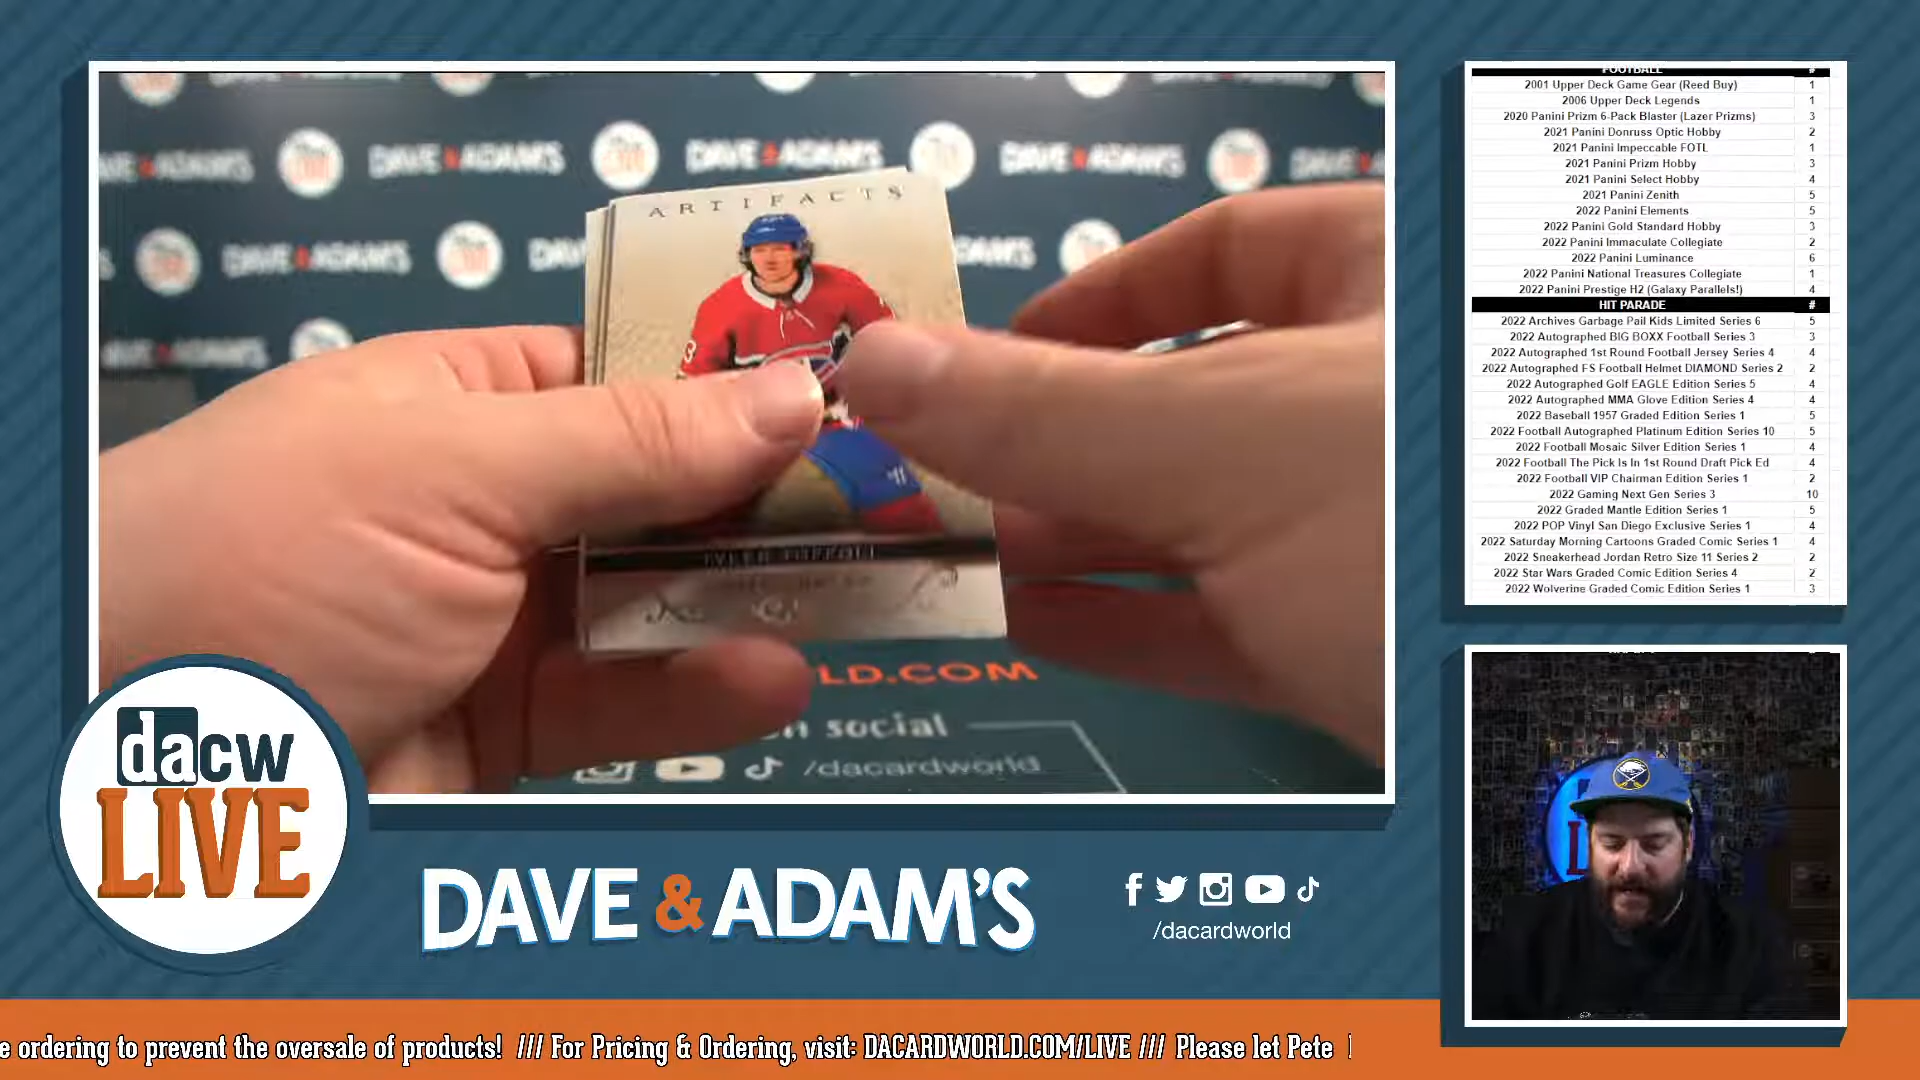 DAVE & ADAM'S
DAVE & ADAM'S
DAVE & ADAM'S
DAVE & ADAM'S
ARTIFACTS
LD.COM
social
/dacardworld
dacw
LIVE
DAVE & ADAM'S
/dacardworld
FOOTBALL #
2001 Upper Deck Game Gear (Reed Buy) 1
2006 Upper Deck Legends 1
2020 Panini Prizm 6-Pack Blaster (Lazer Prizms) 3
2021 Panini Donruss Optic Hobby 2
2021 Panini Impeccable FOTL 1
2021 Panini Prizm Hobby 3
2021 Panini Select Hobby 4
2021 Panini Zenith 5
2022 Panini Elements 5
2022 Panini Gold Standard Hobby 3
2022 Panini Immaculate Collegiate 2
2022 Panini Luminance 6
2022 Panini National Treasures Collegiate 1
2022 Panini Prestige H2 (Galaxy Parallels!) 4
HIT PARADE #
2022 Archives Garbage Pail Kids Limited Series 6 5
2022 Autographed BIG BOXX Football Series 3 3
2022 Autographed 1st Round Football Jersey Series 4 4
2022 Autographed FS Football Helmet DIAMOND Series 2 2
2022 Autographed Golf EAGLE Edition Series 5 4
2022 Autographed MMA Glove Edition Series 4 4
2022 Baseball 1957 Graded Edition Series 1 5
2022 Football Autographed Platinum Edition Series 10 5
2022 Football Mosaic Silver Edition Series 1 4
2022 Football The Pick Is In 1st Round Draft Pick Ed 4
2022 Football VIP Chairman Edition Series 1 2
2022 Gaming Next Gen Series 3 10
2022 Graded Mantle Edition Series 1 5
2022 POP Vinyl San Diego Exclusive Series 1 4
2022 Saturday Morning Cartoons Graded Comic Series 1 4
2022 Sneakerhead Jordan Retro Size 11 Series 2 2
2022 Star Wars Graded Comic Edition Series 4 2
2022 Wolverine Graded Comic Edition Series 1 3
e ordering to prevent the oversale of products! /// For Pricing & Ordering, visit: DACARDWORLD.COM/LIVE /// Please let Pete